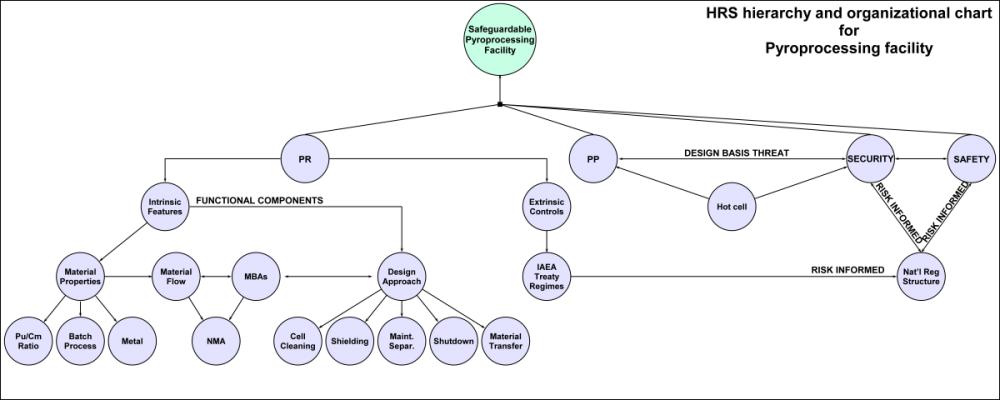 HRS hierarchy and organizational chart
for
Pyroprocessing facility
Safeguardable
Pyroprocessing
Facility
PR
PP
DESIGN BASIS THREAT
SECURITY
SAFETY
Intrinsic
Features
FUNCTIONAL COMPONENTS
Extrinsic
Controls
Hot cell
RISK INFORMED
RISK INFORMED
Material
Properties
Material
Flow
MBAs
Design
Approach
IAEA
Treaty
Regimes
RISK INFORMED
Nat'l Reg
Structure
Pu/Cm
Ratio
Batch
Process
Metal
NMA
Cell
Cleaning
Shielding
Maint.
Separ.
Shutdown
Material
Transfer